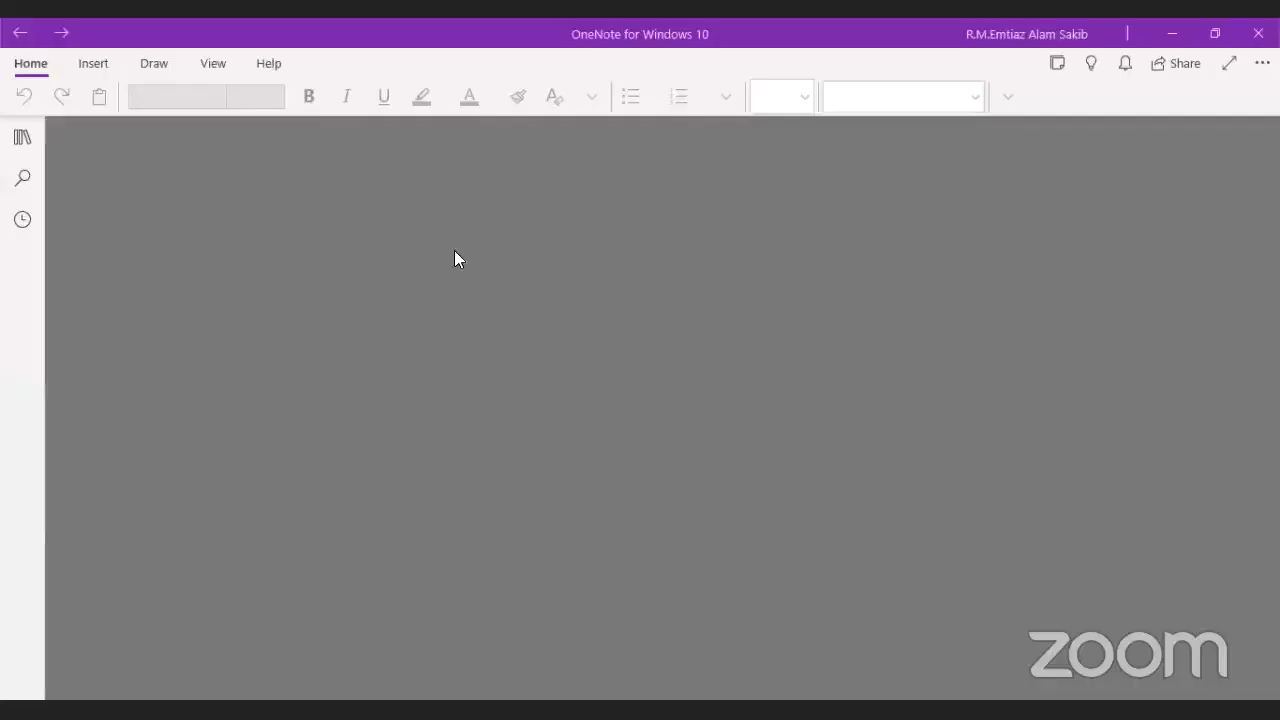 OneNote for Windows 10
R.M.Emtiaz Alam Sakib
Home Insert Draw View Help
Share
B I U A A
zoom